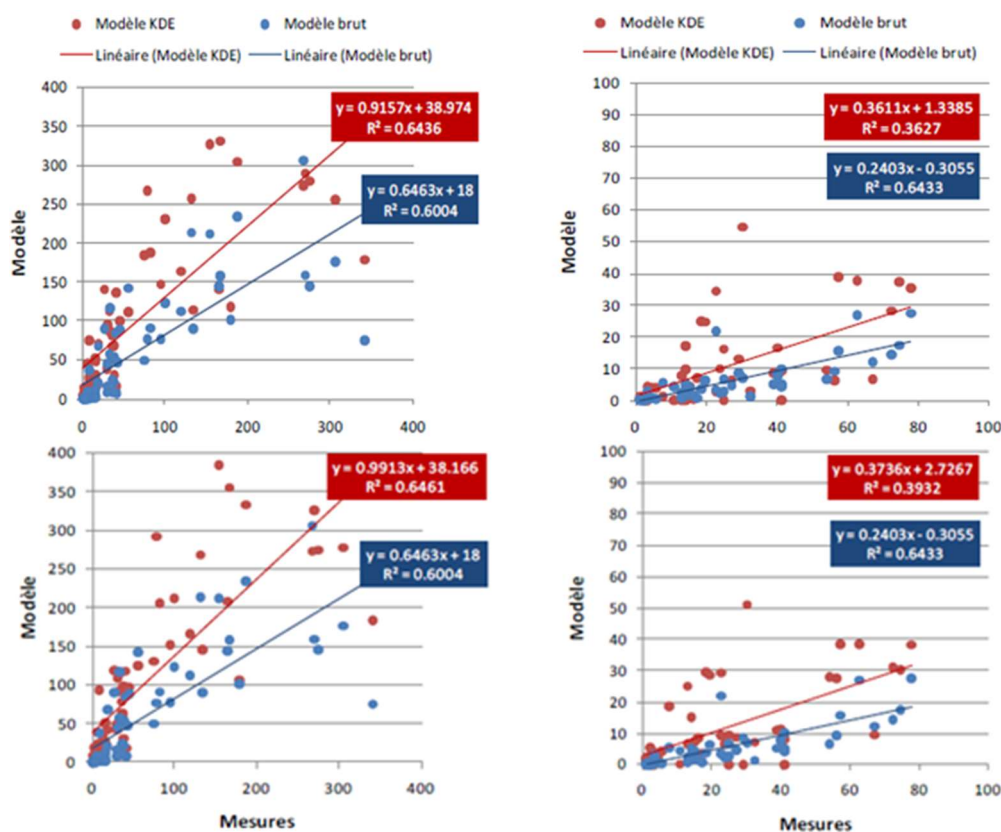 Modèle KDE
Modèle brut
Linéaire (Modèle KDE)
Linéaire (Modèle brut)
Modèle
400
350
300
250
200
150
100
50
0
y = 0.9157x + 38.974
R² = 0.6436
y = 0.6463x + 18
R² = 0.6004
0
100
200
300
400
Modèle KDE
Modèle brut
Linéaire (Modèle KDE)
Linéaire (Modèle brut)
Modèle
100
90
80
70
60
50
40
30
20
10
0
y = 0.3611x + 1.3385
R² = 0.3627
y = 0.2403x - 0.3055
R² = 0.6433
0
20
40
60
80
100
Modèle
400
350
300
250
200
150
100
50
0
y = 0.9913x + 38.166
R² = 0.6461
y = 0.6463x + 18
R² = 0.6004
0
100
200
300
400
Mesures
Modèle
100
90
80
70
60
50
40
30
20
10
0
y = 0.3736x + 2.7267
R² = 0.3932
y = 0.2403x - 0.3055
R² = 0.6433
0
20
40
60
80
100
Mesures